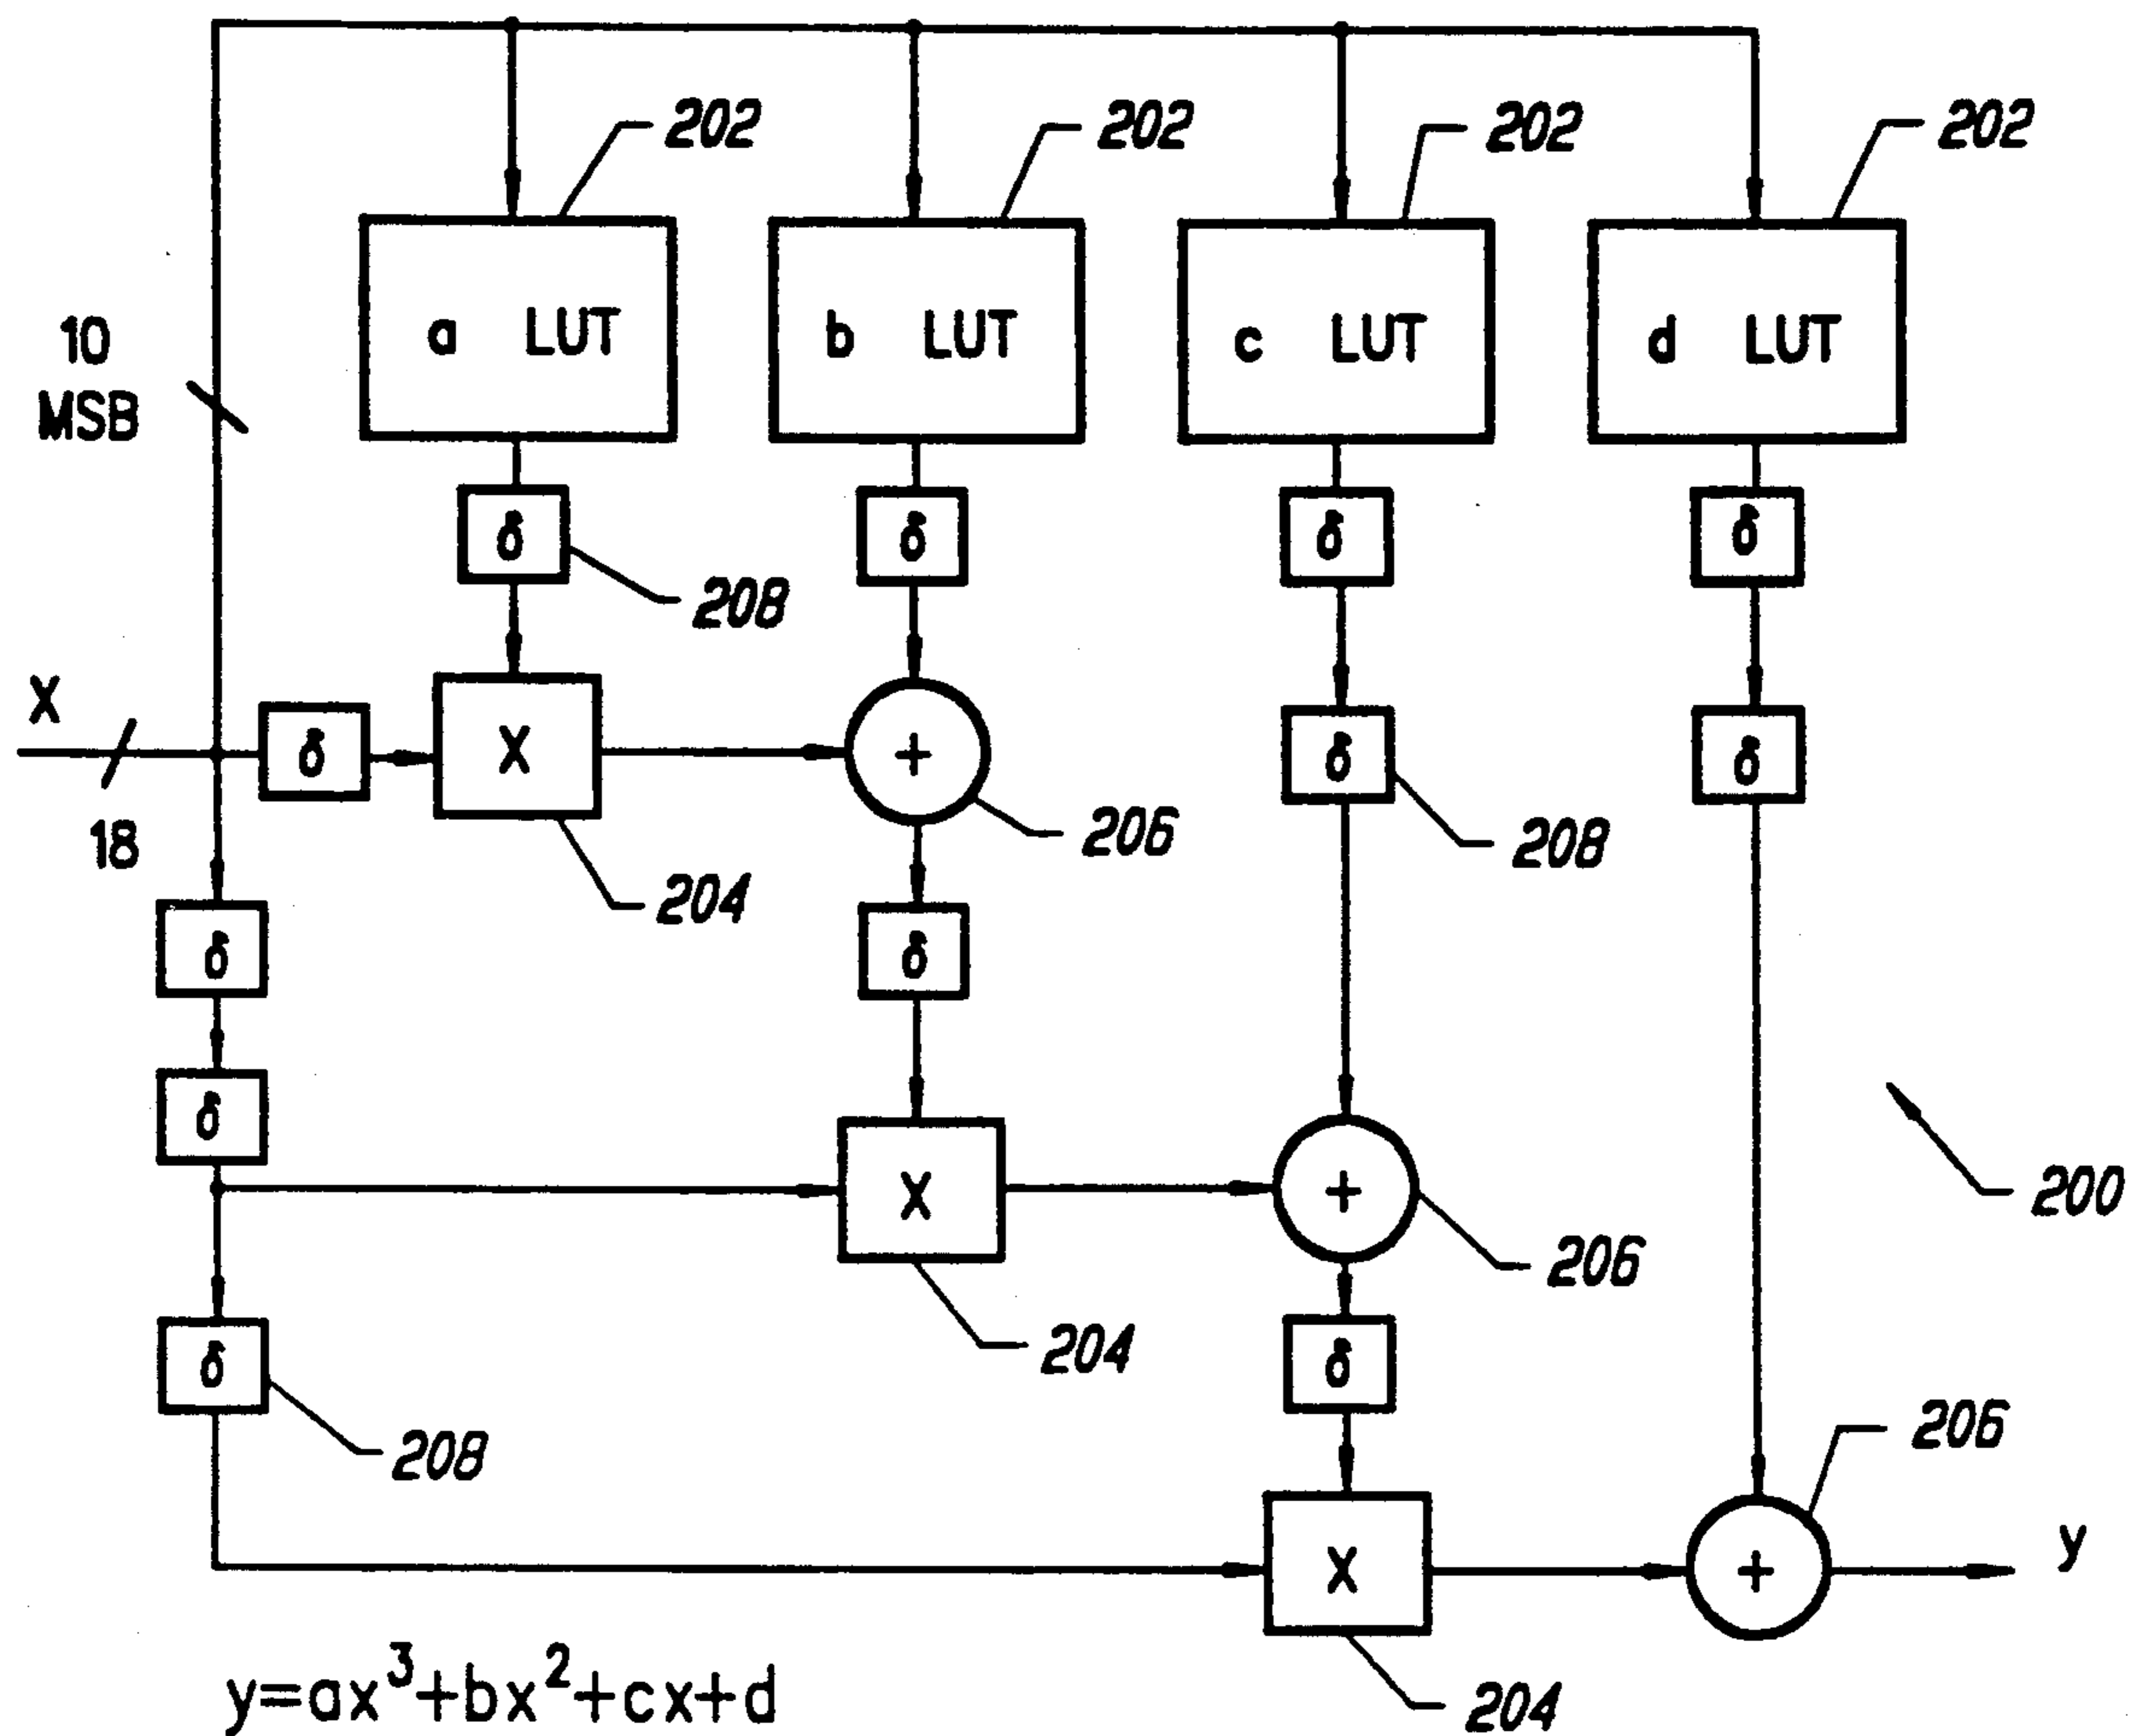 202 202 202 202
a LUT b LUT c LUT d LUT
10
MSB
δ δ δ δ
208
X
δ X + δ δ
18
206
208
204
δ δ
δ
X +
200
206
204
δ δ
208
206
X + y
204
y=ax³+bx²+cx+d